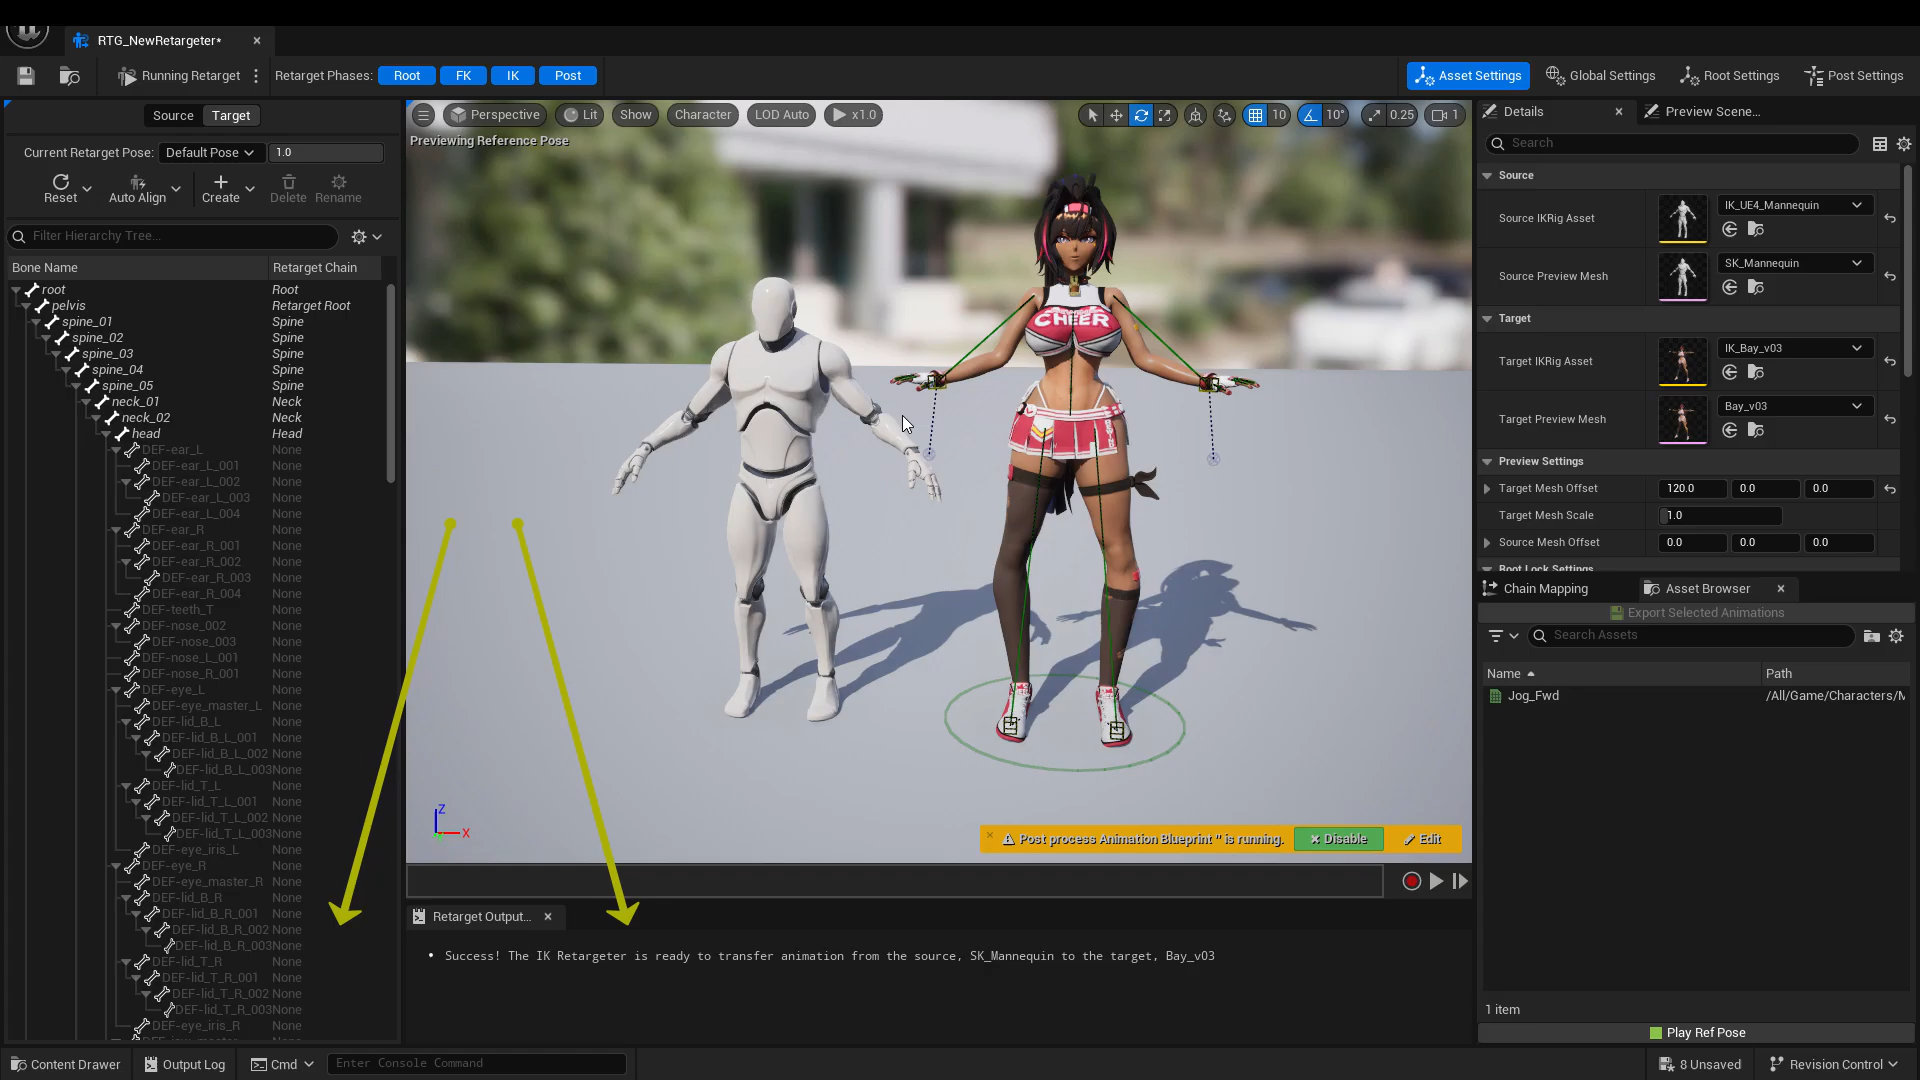 RTG_NewRetargeter*
Running Retarget
Retarget Phases:
Root
FK
IK
Post
Asset Settings
Global Settings
Root Settings
Post Settings
Source
Target
Current Retarget Pose:
Default Pose
1.0
Reset
Auto Align
Create
Delete
Rename
Filter Hierarchy Tree...
Bone Name
Retarget Chain
root
Root
pelvis
Retarget Root
spine_01
Spine
spine_02
Spine
spine_03
Spine
spine_04
Spine
spine_05
Spine
neck_01
Neck
neck_02
Neck
head
Head
DEF-ear_L
None
DEF-ear_L_001
None
DEF-ear_L_002
None
DEF-ear_L_003
None
DEF-ear_L_004
None
DEF-ear_R
None
DEF-ear_R_001
None
DEF-ear_R_002
None
DEF-ear_R_003
None
DEF-ear_R_004
None
DEF-teeth_T
None
DEF-nose_002
None
DEF-nose_003
None
DEF-nose_L_001
None
DEF-nose_R_001
None
DEF-eye_L
None
DEF-eye_master_L
None
DEF-lid_B_L
None
DEF-lid_B_L_001
None
DEF-lid_B_L_002
None
DEF-lid_B_L_003
None
DEF-lid_T_L
None
DEF-lid_T_L_001
None
DEF-lid_T_L_002
None
DEF-lid_T_L_003
None
DEF-eye_iris_L
None
DEF-eye_R
None
DEF-eye_master_R
None
DEF-lid_B_R
None
DEF-lid_B_R_001
None
DEF-lid_B_R_002
None
DEF-lid_B_R_003
None
DEF-lid_T_R
None
DEF-lid_T_R_001
None
DEF-lid_T_R_002
None
DEF-lid_T_R_003
None
DEF-eye_iris_R
None
Perspective
Lit
Show
Character
LOD Auto
x1.0
10
10°
0.25
1
Previewing Reference Pose
CHEER
Z
X
Post process Animation Blueprint '' is running.
Disable
Edit
Retarget Output...
Success! The IK Retargeter is ready to transfer animation from the source, SK_Mannequin to the target, Bay_v03
Details
Preview Scene...
Search
Source
Source IKRig Asset
IK_UE4_Mannequin
Source Preview Mesh
SK_Mannequin
Target
Target IKRig Asset
IK_Bay_v03
Target Preview Mesh
Bay_v03
Preview Settings
Target Mesh Offset
120.0
0.0
0.0
Target Mesh Scale
1.0
Source Mesh Offset
0.0
0.0
0.0
Root Lock Settings
Chain Mapping
Asset Browser
Export Selected Animations
Search Assets
Name
Path
Jog_Fwd
/All/Game/Characters/M
1 item
Play Ref Pose
Content Drawer
Output Log
Cmd
Enter Console Command
8 Unsaved
Revision Control